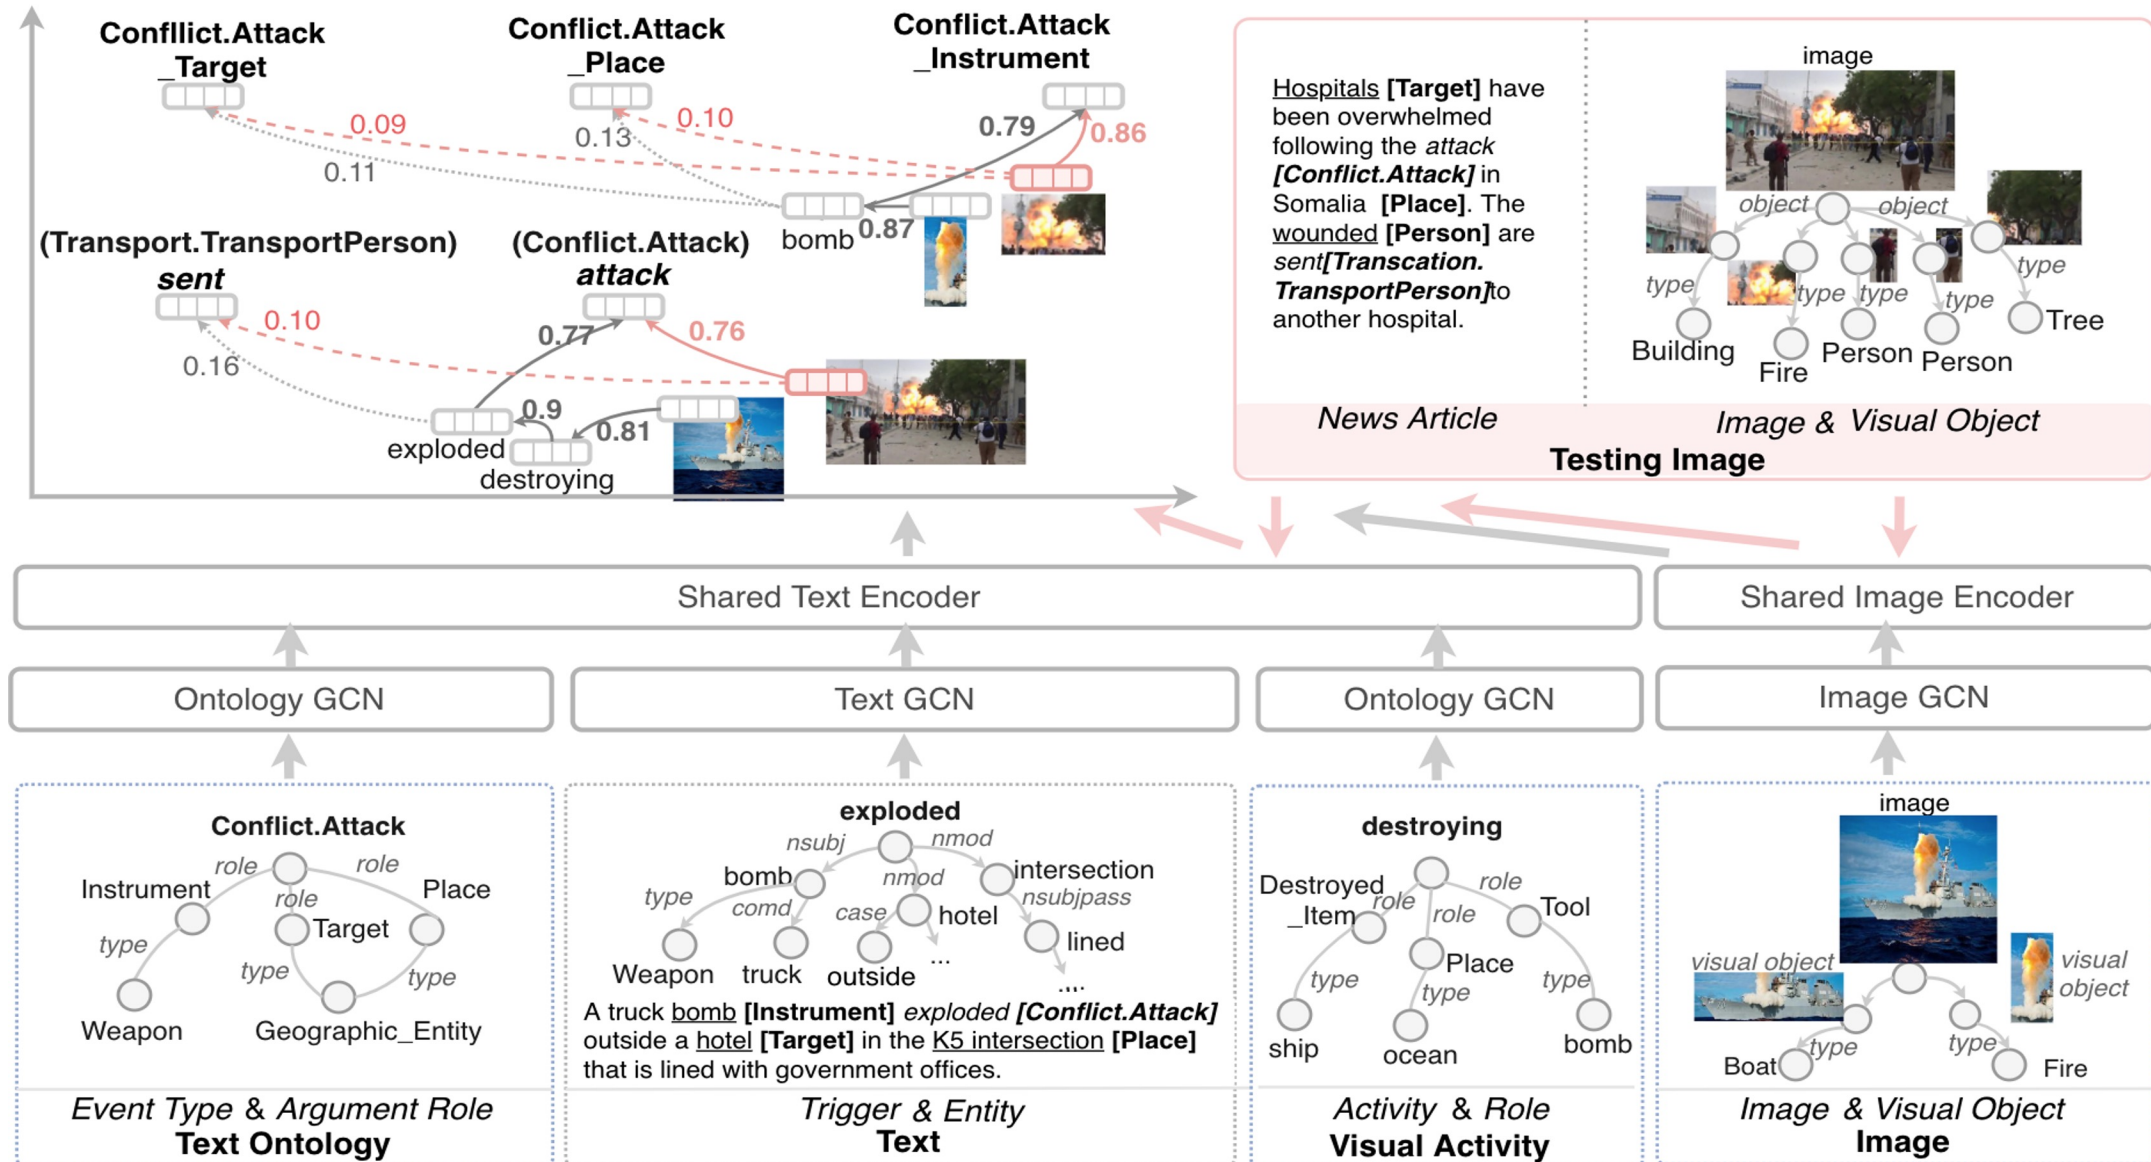 Confllict.Attack
_Target
Conflict.Attack
_Place
Conflict.Attack
_Instrument
0.09
0.11
0.10
0.13
0.79
0.86
bomb
0.87
(Transport.TransportPerson)
sent
(Conflict.Attack)
attack
0.10
0.16
0.77
0.76
exploded
0.9
destroying
0.81
Hospitals [Target] have
been overwhelmed
following the attack
[Conflict.Attack] in
Somalia [Place]. The
wounded [Person] are
sent[Transcation.
TransportPerson]to
another hospital.
News Article
image
object
object
type
type
type
type
type
Building
Fire
Person
Person
Tree
Image & Visual Object
Testing Image
Shared Text Encoder
Shared Image Encoder
Ontology GCN
Text GCN
Ontology GCN
Image GCN
Conflict.Attack
role
role
role
Instrument
Target
Place
type
type
type
Weapon
Geographic_Entity
Event Type & Argument Role
Text Ontology
exploded
nsubj
nmod
nmod
bomb
intersection
type
comd
case
hotel
nsubjpass
lined
Weapon
truck
outside
...
....
A truck bomb [Instrument] exploded [Conflict.Attack]
outside a hotel [Target] in the K5 intersection [Place]
that is lined with government offices.
Trigger & Entity
Text
destroying
Destroyed
_Item
role
role
role
Tool
Place
type
type
type
ship
ocean
bomb
Activity & Role
Visual Activity
image
visual object
visual
object
type
type
Boat
Fire
Image & Visual Object
Image